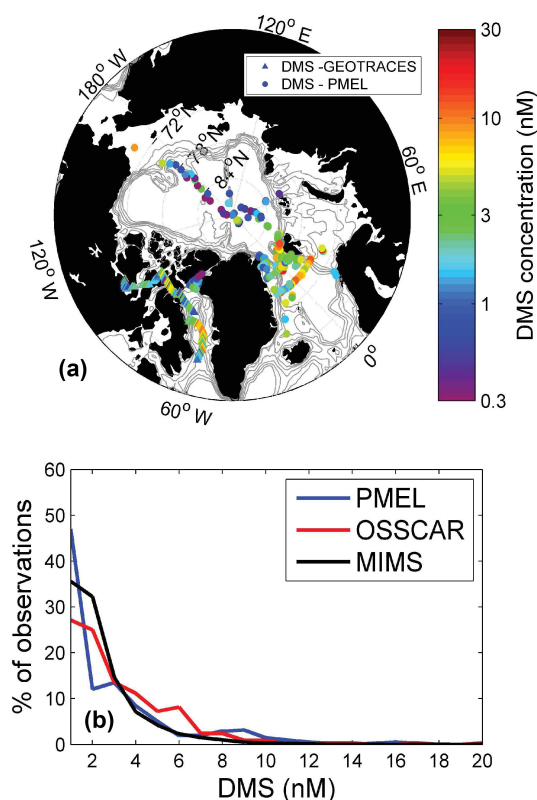 120° E
180° W
DMS -GEOTRACES
DMS - PMEL
72°N
78°N
84°N
60° E
120° W
0°
60° W
(a)
30
10
3
1
0.3
DMS concentration (nM)
60
50
40
30
20
10
0
% of observations
PMEL
OSSCAR
MIMS
(b)
2 4 6 8 10 12 14 16 18 20
DMS (nM)